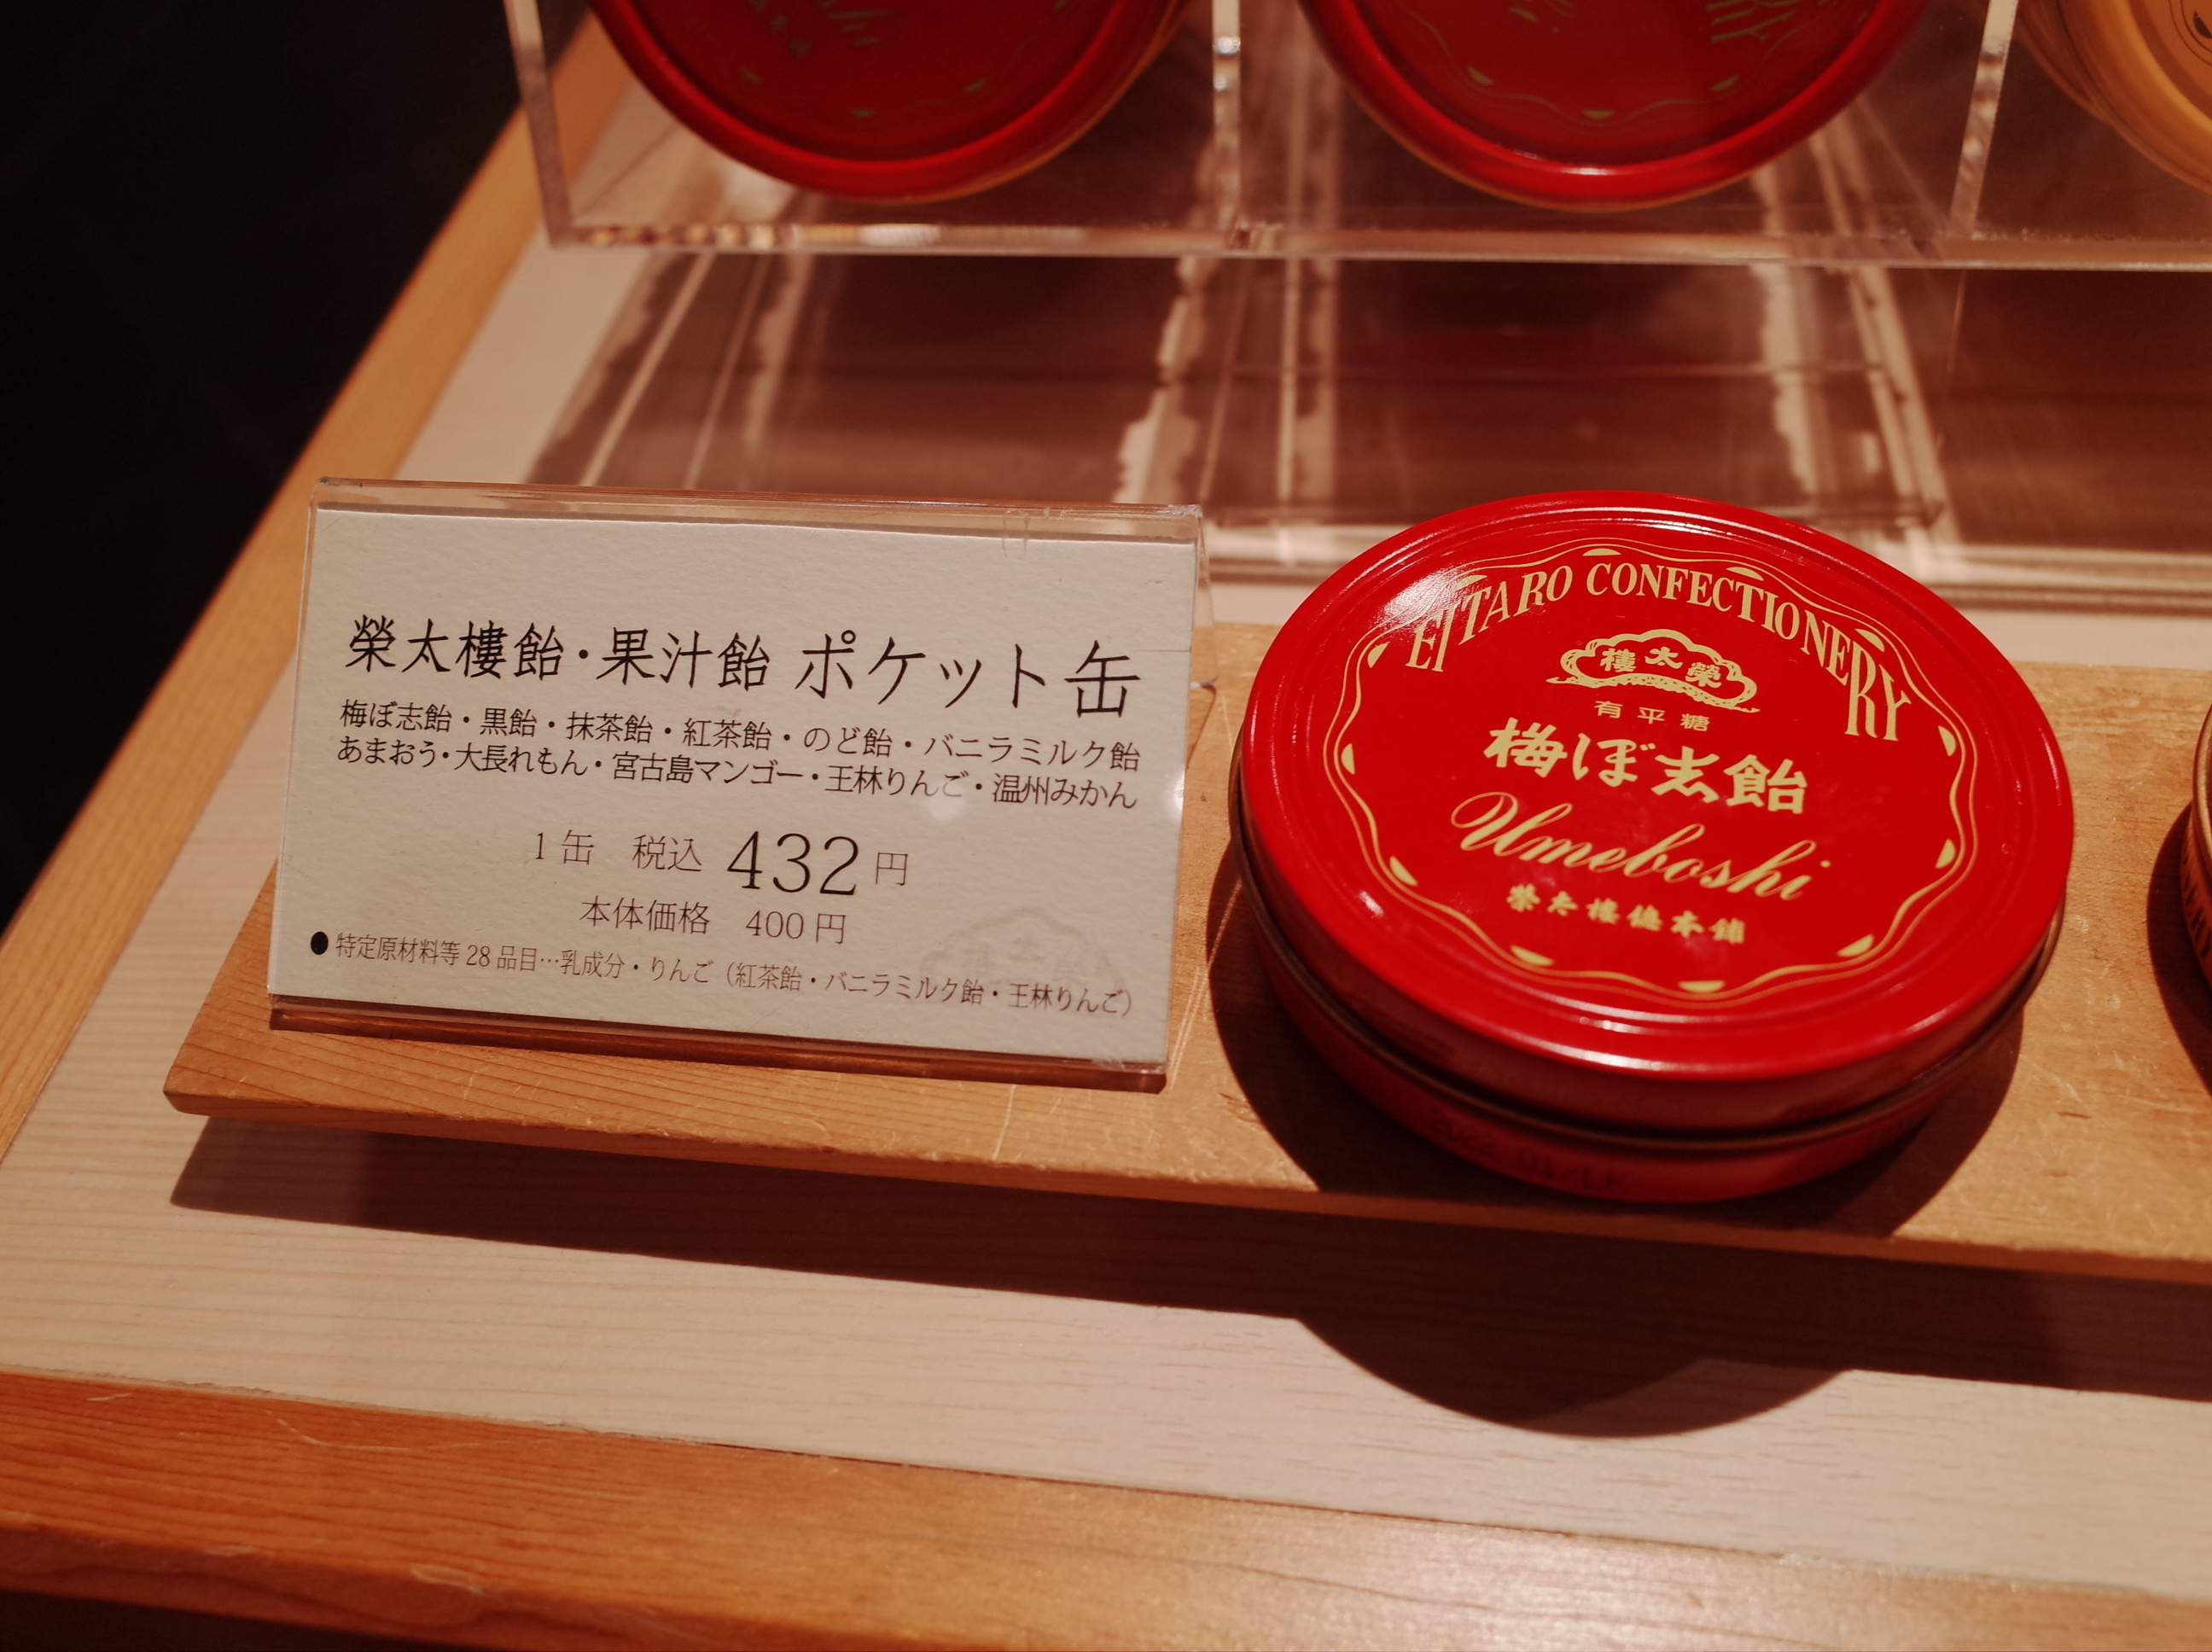 榮太樓飴・果汁飴 ポケット缶
梅ぼ志飴・黒飴・抹茶飴・紅茶飴・のど飴・バニラミルク飴
あまおう・大長れもん・宮古島マンゴー・王林りんご・温州みかん
1缶 税込 432円
本体価格 400円
●特定原材料等28品目…乳成分・りんご（紅茶飴・バニラミルク飴・王林りんご）
EITARO CONFECTIONERY
榮太樓
有平糖
梅ぼ志飴
Umeboshi
榮太樓總本鋪